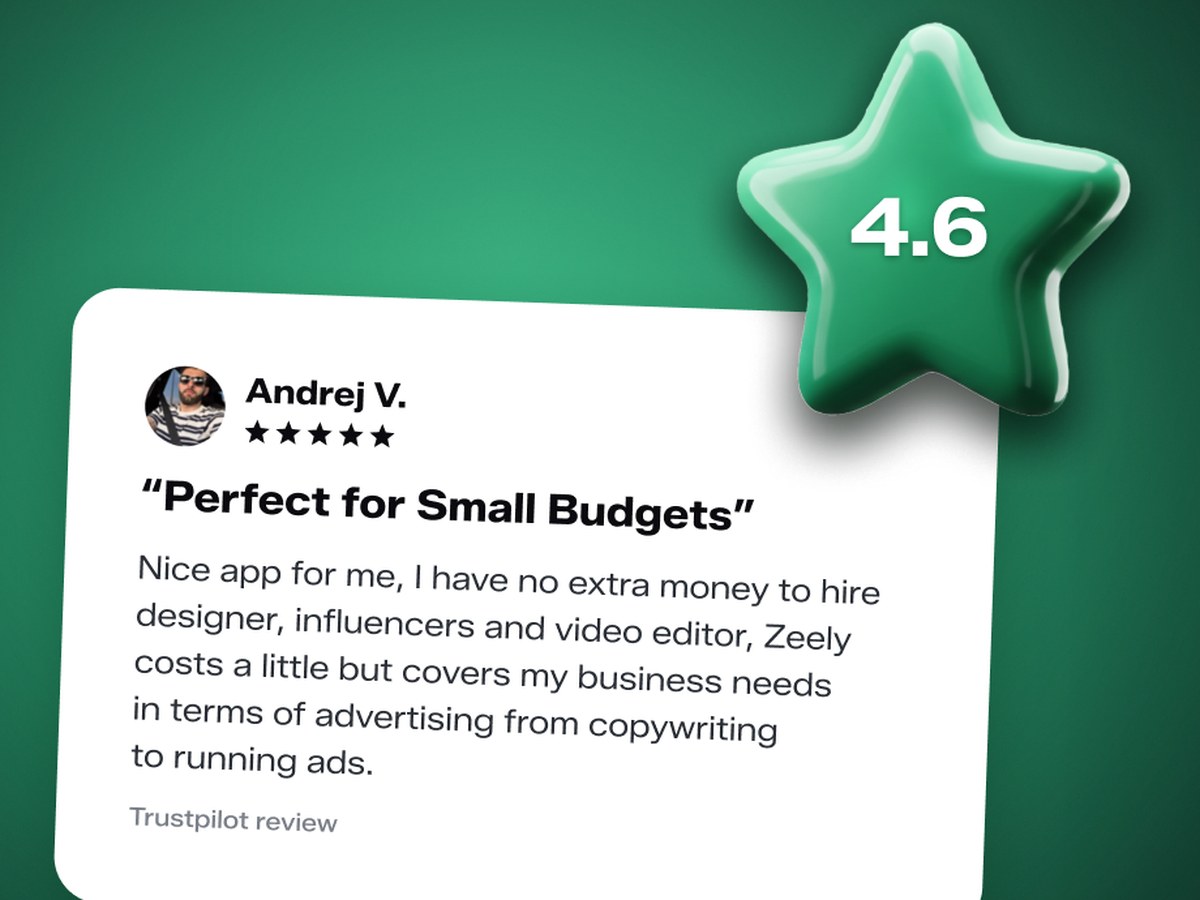 4.6
Andrej V.
“Perfect for Small Budgets”
Nice app for me, I have no extra money to hire
designer, influencers and video editor, Zeely
costs a little but covers my business needs
in terms of advertising from copywriting
to running ads.
Trustpilot review